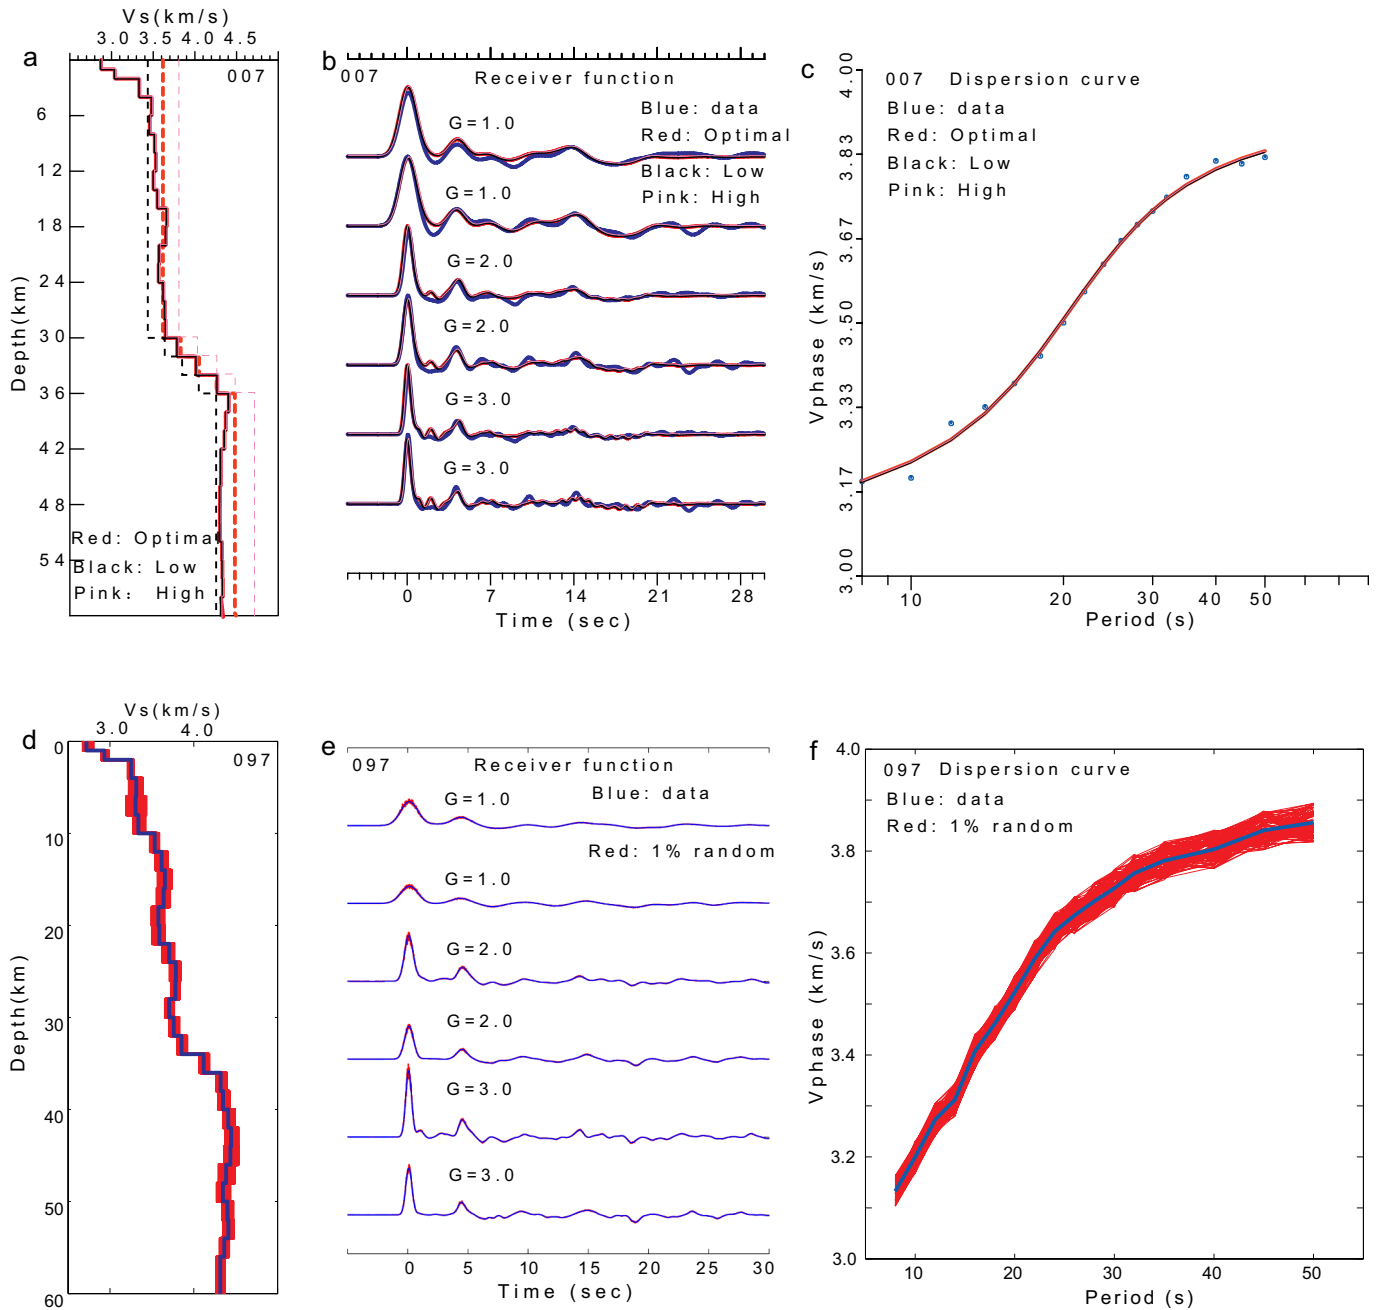 Vs(km/s)
3.0 3.5 4.0 4.5
a
007
6
12
18
24
30
36
42
48
54
Depth(km)
Red: Optimal
Black: Low
Pink: High
b
007 Receiver function
Blue: data
Red: Optimal
Black: Low
Pink: High
G=1.0
G=1.0
G=2.0
G=2.0
G=3.0
G=3.0
0 7 14 21 28
Time (sec)
c
007 Dispersion curve
Blue: data
Red: Optimal
Black: Low
Pink: High
4.00
3.83
3.67
3.50
3.33
3.17
3.00
Vphase (km/s)
10 20 30 40 50
Period (s)
Vs(km/s)
3.0 4.0
d
097
0
10
20
30
40
50
60
Depth(km)
e
097 Receiver function
Blue: data
Red: 1% random
G=1.0
G=1.0
G=2.0
G=2.0
G=3.0
G=3.0
0 5 10 15 20 25 30
Time (sec)
f
097 Dispersion curve
Blue: data
Red: 1% random
4.0
3.8
3.6
3.4
3.2
3.0
Vphase (km/s)
10 20 30 40 50
Period (s)